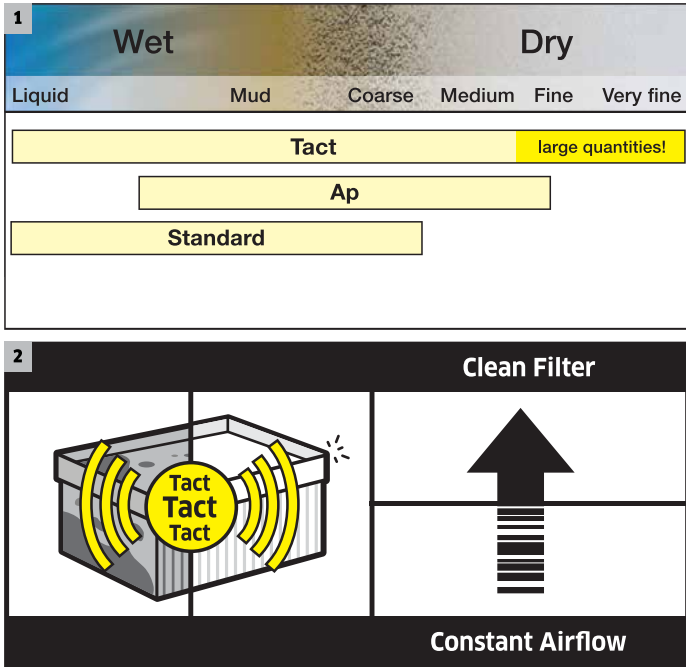 1
Wet Dry
Liquid Mud Coarse Medium Fine Very fine
Tact large quantities!
Ap
Standard
2
Clean Filter
Tact
Tact
Tact
Constant Airflow